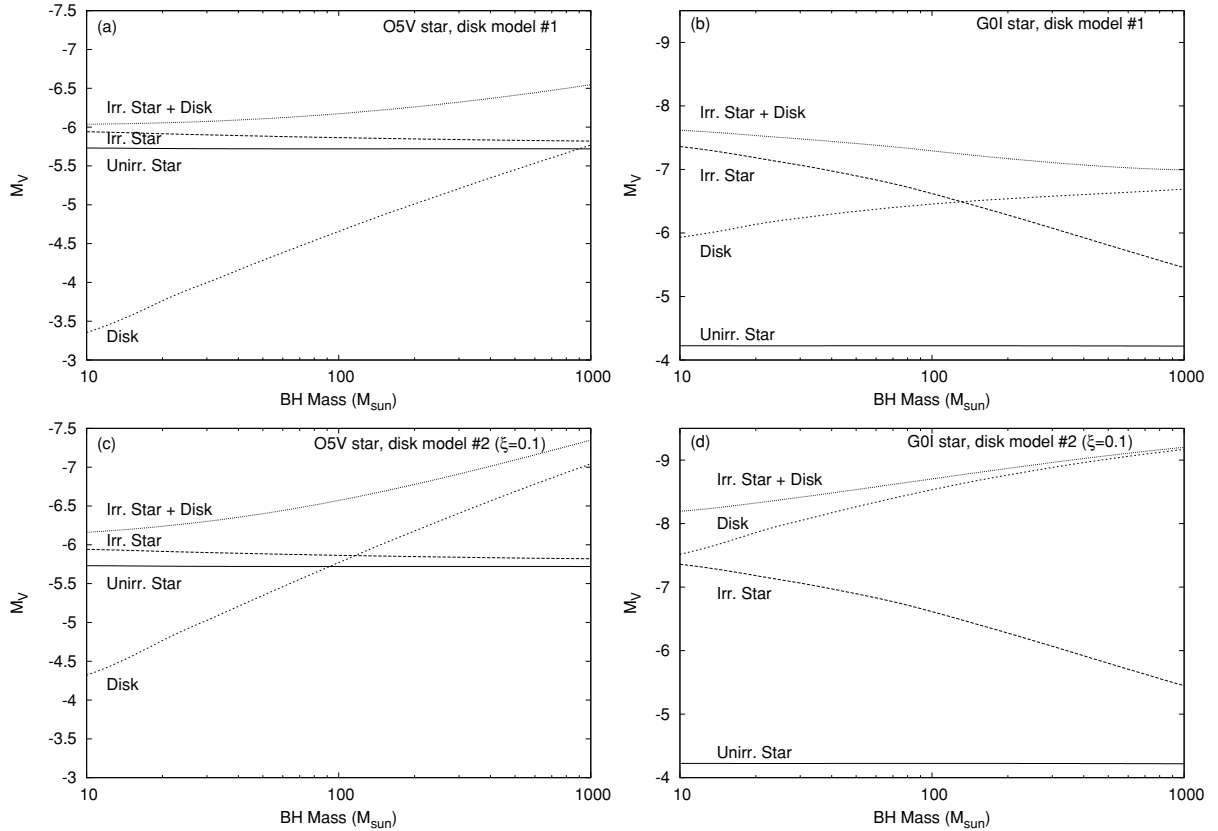 (a)
O5V star, disk model #1
-7.5
-7
-6.5
-6
-5.5
-5
-4.5
-4
-3.5
-3
M_V
Irr. Star + Disk
Irr. Star
Unirr. Star
Disk
10
100
1000
BH Mass (M_sun)
(b)
G0I star, disk model #1
-9
-8
-7
-6
-5
-4
M_V
Irr. Star + Disk
Irr. Star
Disk
Unirr. Star
10
100
1000
BH Mass (M_sun)
(c)
O5V star, disk model #2 (ξ=0.1)
-7.5
-7
-6.5
-6
-5.5
-5
-4.5
-4
-3.5
-3
M_V
Irr. Star + Disk
Irr. Star
Unirr. Star
Disk
10
100
1000
BH Mass (M_sun)
(d)
G0I star, disk model #2 (ξ=0.1)
-9
-8
-7
-6
-5
-4
M_V
Irr. Star + Disk
Disk
Irr. Star
Unirr. Star
10
100
1000
BH Mass (M_sun)